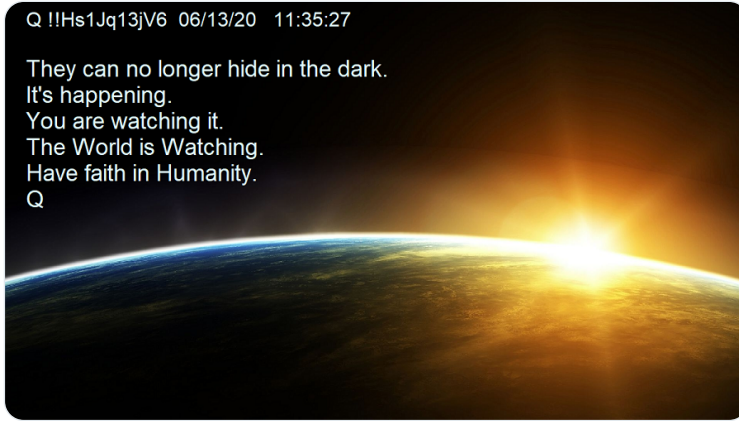 Q !!Hs1Jq13jV6 06/13/20 11:35:27
They can no longer hide in the dark.
It's happening.
You are watching it.
The World is Watching.
Have faith in Humanity.
Q